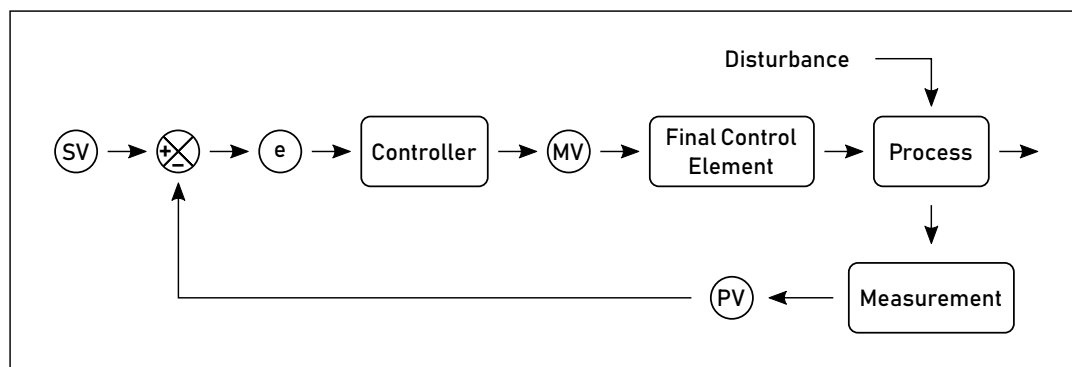 Disturbance
SV
+
−
e
Controller
MV
Final Control
Element
Process
PV
Measurement